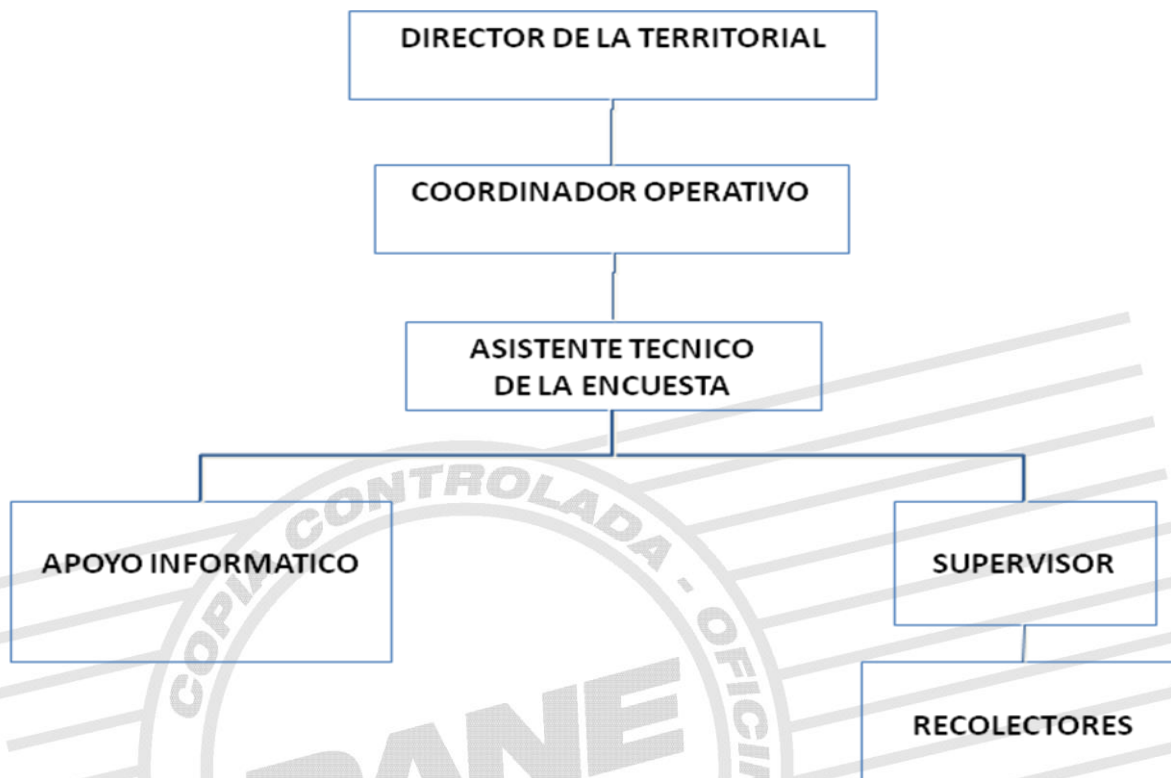 DIRECTOR DE LA TERRITORIAL
COORDINADOR OPERATIVO
ASISTENTE TECNICO
DE LA ENCUESTA
APOYO INFORMATICO
SUPERVISOR
RECOLECTORES
COPIA CONTROLADA -
DANE